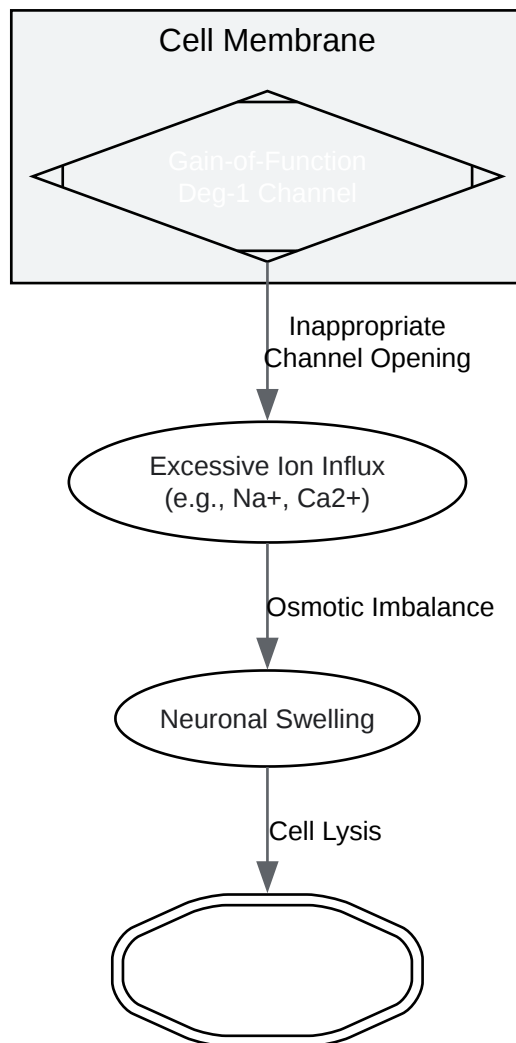 Cell Membrane
Gain-of-Function
Deg-1 Channel
Inappropriate
Channel Opening
Excessive Ion Influx
(e.g., Na+, Ca2+)
Osmotic Imbalance
Neuronal Swelling
Cell Lysis